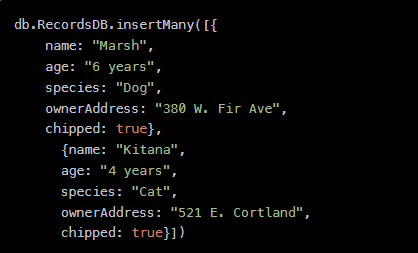 db.RecordsDB.insertMany([{
    name: "Marsh",
    age: "6 years",
    species: "Dog",
    ownerAddress: "380 W. Fir Ave",
    chipped: true},
      {name: "Kitana",
      age: "4 years",
      species: "Cat",
      ownerAddress: "521 E. Cortland",
      chipped: true}])